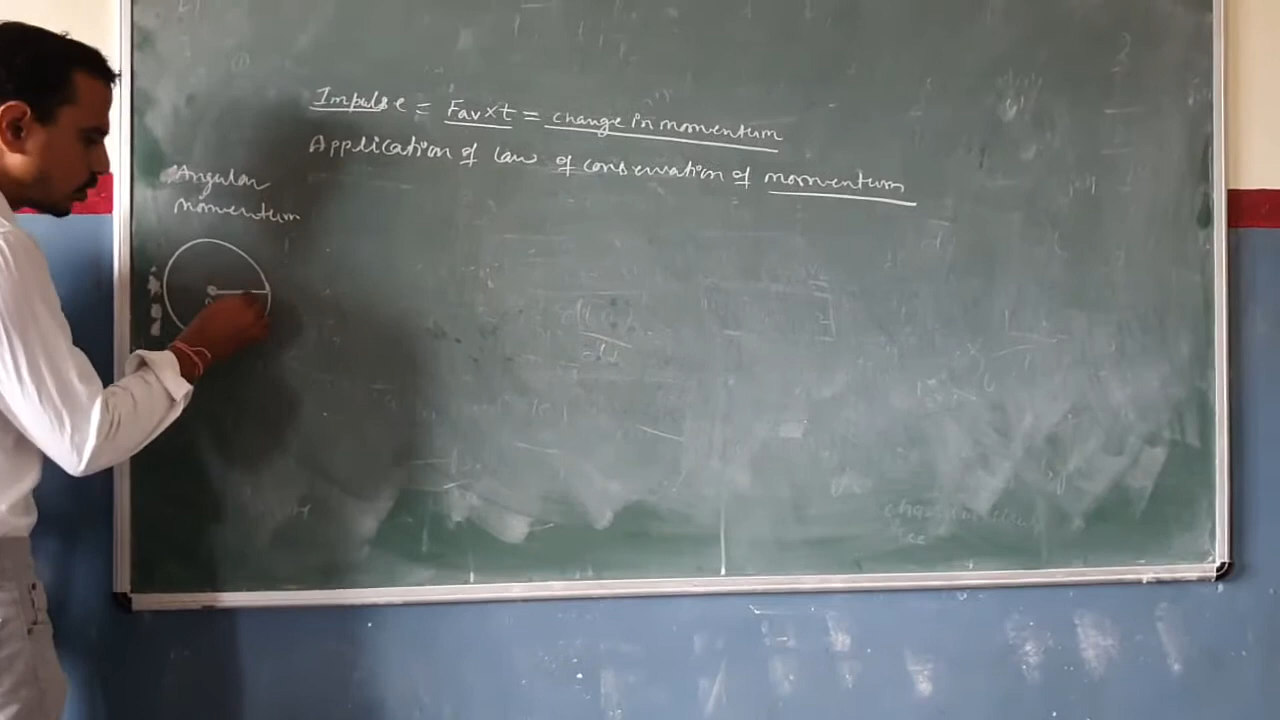 Impulse = Fav×t = change in momentum
Application of law of conservation of momentum
Angular
momentum